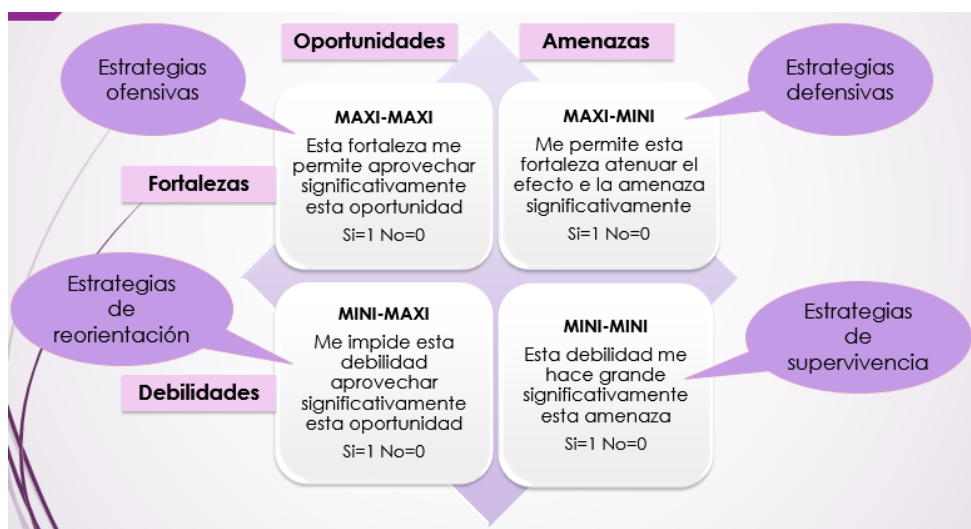 Oportunidades
Amenazas
Estrategias
ofensivas
Estrategias
defensivas
MAXI-MAXI
Esta fortaleza me
permite aprovechar
significativamente
esta oportunidad
Si=1 No=0
MAXI-MINI
Me permite esta
fortaleza atenuar el
efecto e la amenaza
significativamente
Si=1 No=0
Fortalezas
Estrategias
de
reorientación
MINI-MAXI
Me impide esta
debilidad
aprovechar
significativamente
esta oportunidad
Si=1 No=0
MINI-MINI
Esta debilidad me
hace grande
significativamente
esta amenaza
Si=1 No=0
Estrategias
de
supervivencia
Debilidades